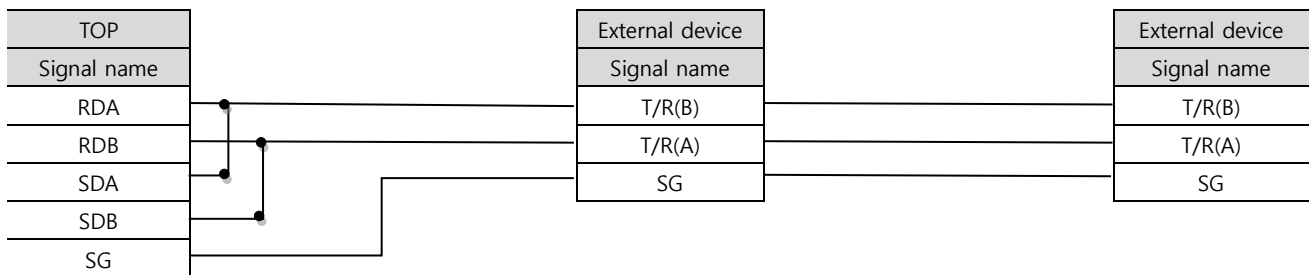 TOP External device External device
Signal name Signal name Signal name
RDA T/R(B) T/R(B)
RDB T/R(A) T/R(A)
SDA SG SG
SDB
SG